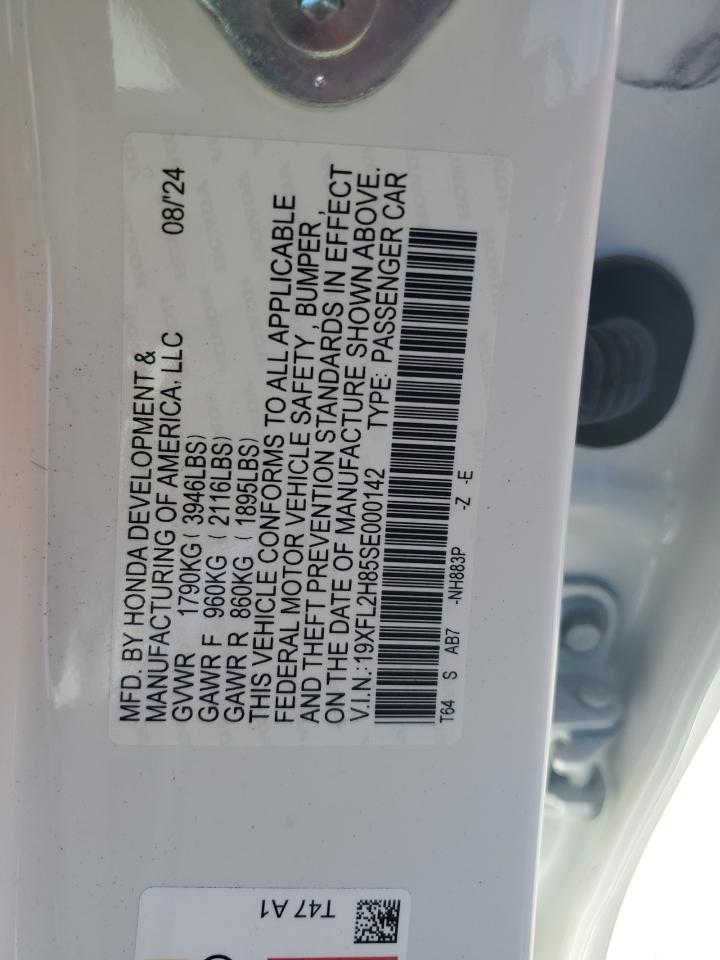 MFD. BY HONDA DEVELOPMENT &
MANUFACTURING OF AMERICA, LLC 08/'24
GVWR 1790KG ( 3946LBS)
GAWR F 960KG ( 2116LBS)
GAWR R 860KG ( 1895LBS)
THIS VEHICLE CONFORMS TO ALL APPLICABLE
FEDERAL MOTOR VEHICLE SAFETY , BUMPER ,
AND THEFT PREVENTION STANDARDS IN EFFECT
ON THE DATE OF MANUFACTURE SHOWN ABOVE.
V.I.N.:19XFL2H85SE000142 TYPE: PASSENGER CAR
T64 S AB7 -NH883P -Z -E
T47 A1